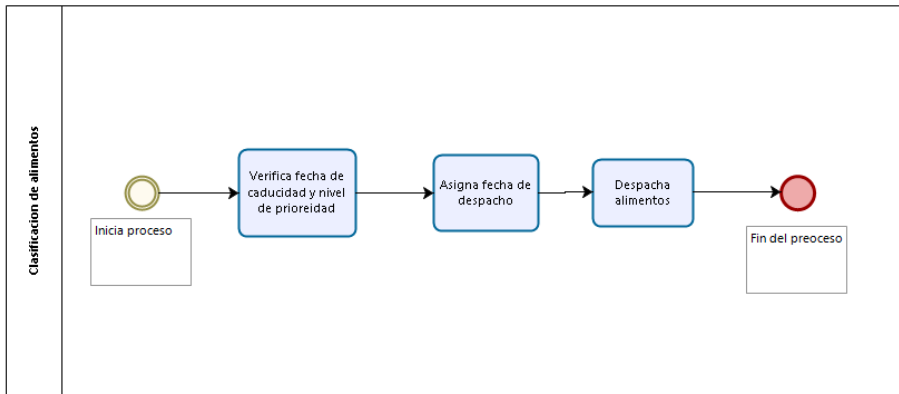 Clasificacion de alimentos
Inicia proceso
Verifica fecha de
caducidad y nivel
de prioreidad
Asigna fecha de
despacho
Despacha
alimentos
Fin del preoceso